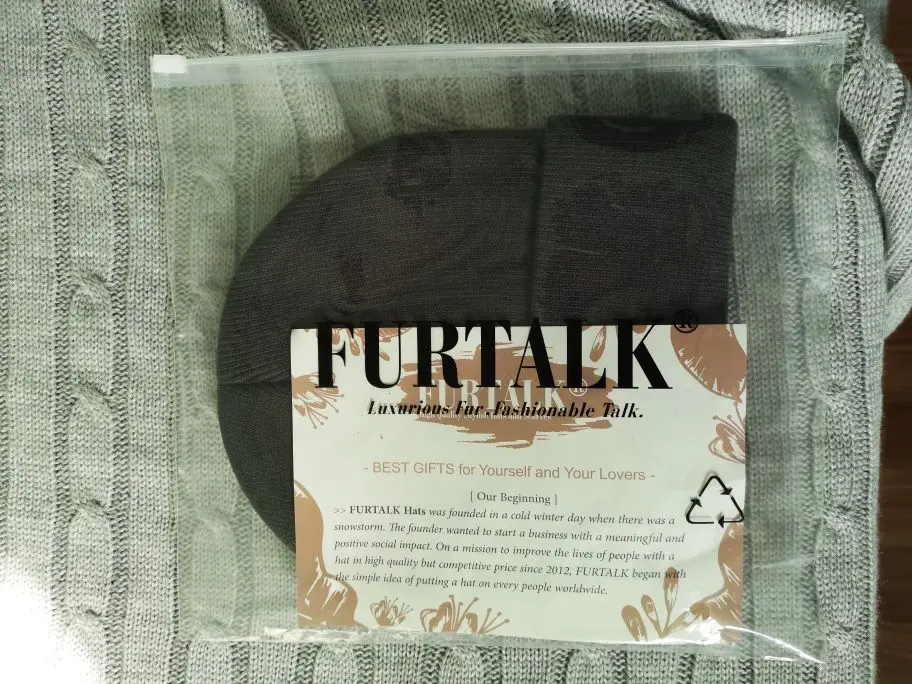 FURTALK®
Luxurious Fur. Fashionable Talk.
FURTALK®
- BEST GIFTS for Yourself and Your Lovers -
[ Our Beginning ]
>> FURTALK Hats was founded in a cold winter day when there was a
snowstorm. The founder wanted to start a business with a meaningful and
positive social impact. On a mission to improve the lives of people with a
hat in high quality but competitive price since 2012, FURTALK began with
the simple idea of putting a hat on every people worldwide.